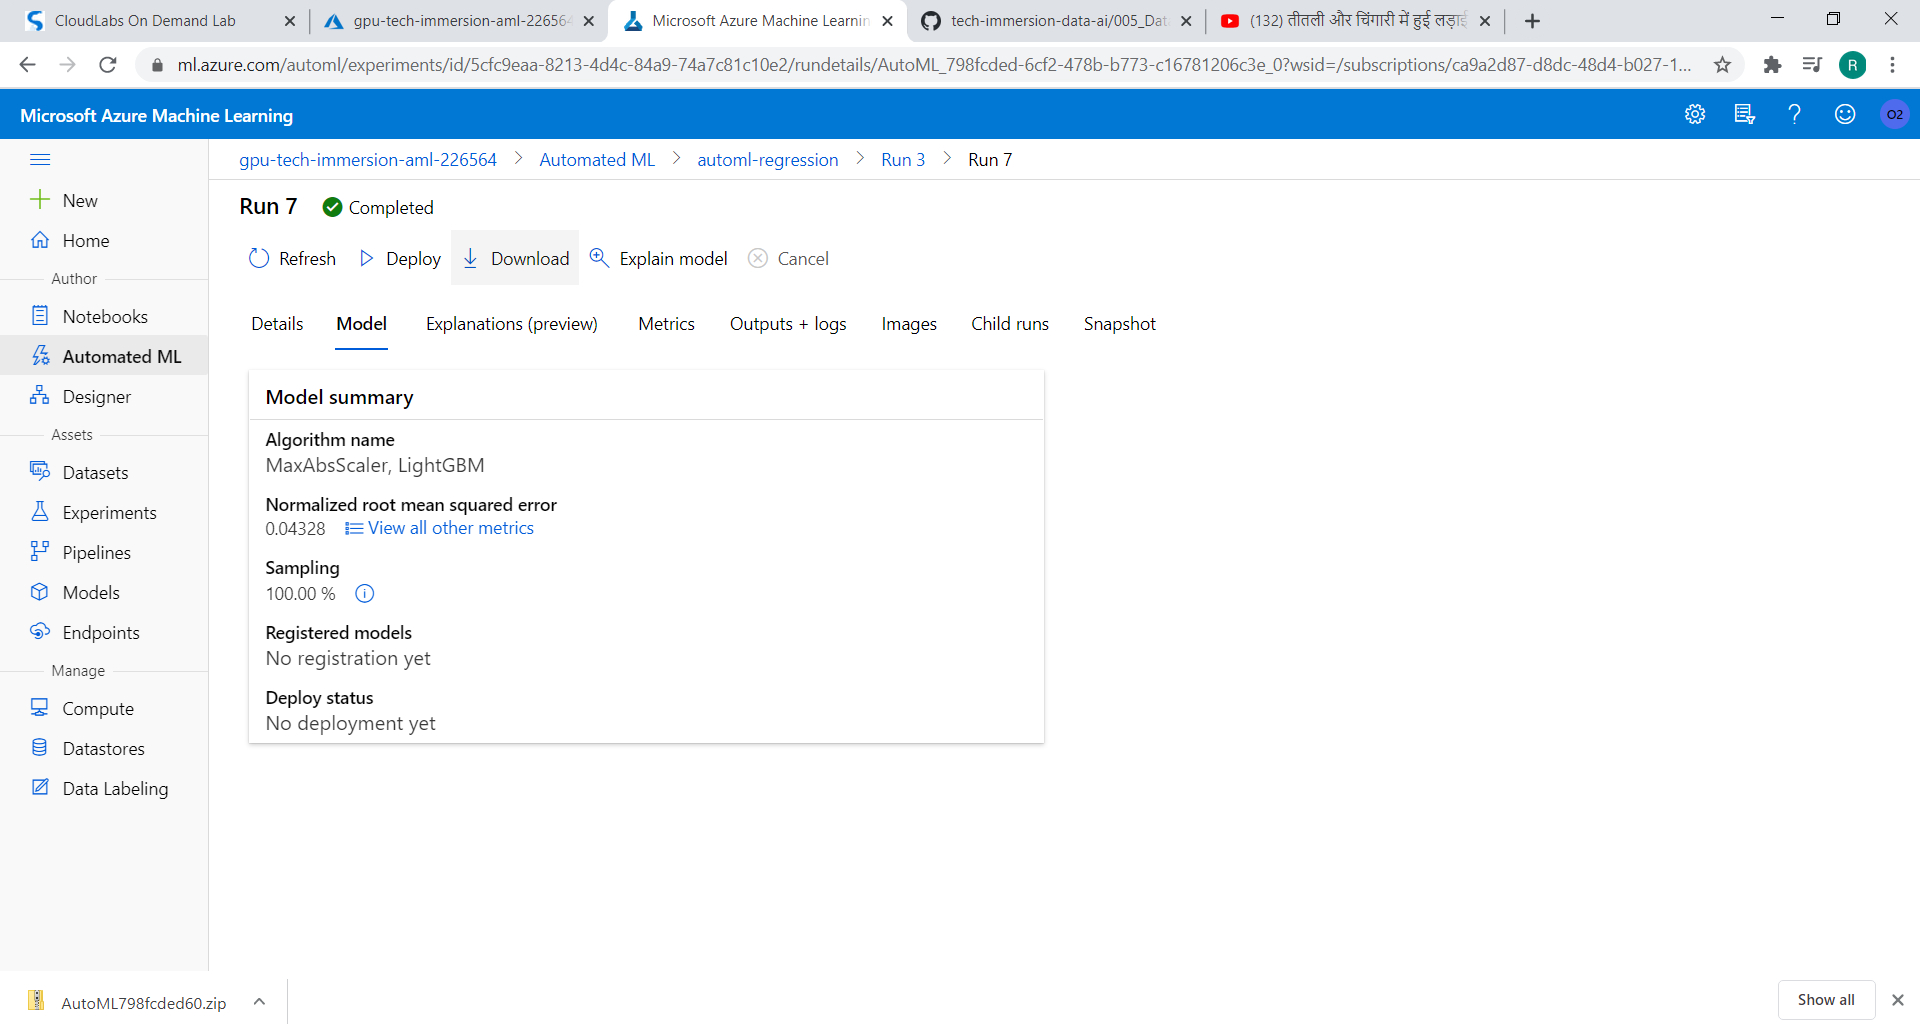 CloudLabs On Demand Lab
gpu-tech-immersion-aml-226564
Microsoft Azure Machine Learnin
tech-immersion-data-ai/005_Dat
(132) तीतली और चिंगारी में हुई लड़ाई
ml.azure.com/automl/experiments/id/5cfc9eaa-8213-4d4c-84a9-74a7c81c10e2/rundetails/AutoML_798fcded-6cf2-478b-b773-c16781206c3e_0?wsid=/subscriptions/ca9a2d87-d8dc-48d4-b027-1...
R
Microsoft Azure Machine Learning
O2
gpu-tech-immersion-aml-226564 > Automated ML > automl-regression > Run 3 > Run 7
New
Home
Author
Notebooks
Automated ML
Designer
Assets
Datasets
Experiments
Pipelines
Models
Endpoints
Manage
Compute
Datastores
Data Labeling
Run 7 Completed
Refresh Deploy Download Explain model Cancel
Details Model Explanations (preview) Metrics Outputs + logs Images Child runs Snapshot
Model summary
Algorithm name
MaxAbsScaler, LightGBM
Normalized root mean squared error
0.04328 View all other metrics
Sampling
100.00 %
Registered models
No registration yet
Deploy status
No deployment yet
AutoML798fcded60.zip
Show all